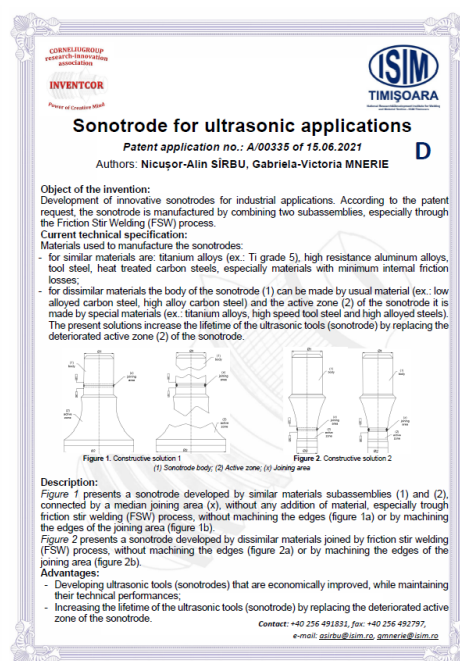 CORNELIUGROUP
research-innovation
association
INVENTCOR
Power of Creative Mind
ISIM
TIMIŞOARA
Sonotrode for ultrasonic applications
Patent application no.: A/00335 of 15.06.2021
D
Authors: Nicuşor-Alin SÎRBU, Gabriela-Victoria MNERIE
Object of the invention:
Development of innovative sonotrodes for industrial applications. According to the patent
request, the sonotrode is manufactured by combining two subassemblies, especially through
the Friction Stir Welding (FSW) process.
Current technical specification:
Materials used to manufacture the sonotrodes:
- for similar materials are: titanium alloys (ex.: Ti grade 5), high resistance aluminum alloys,
tool steel, heat treated carbon steels, especially materials with minimum internal friction
losses;
- for dissimilar materials the body of the sonotrode (1) can be made by usual material (ex.: low
alloyed carbon steel, high alloy carbon steel) and the active zone (2) of the sonotrode it is
made by special materials (ex.: titanium alloys, high speed tool steel and high alloyed steels).
The present solutions increase the lifetime of the ultrasonic tools (sonotrode) by replacing the
deteriorated active zone (2) of the sonotrode.
Figure 1. Constructive solution 1
Figure 2. Constructive solution 2
(1) Sonotrode body; (2) Active zone; (x) Joining area
Description:
Figure 1 presents a sonotrode developed by similar materials subassemblies (1) and (2),
connected by a median joining area (x), without any addition of material, especially trough
friction stir welding (FSW) process, without machining the edges (figure 1a) or by machining
the edges of the joining area (figure 1b).
Figure 2 presents a sonotrode developed by dissimilar materials joined by friction stir welding
(FSW) process, without machining the edges (figure 2a) or by machining the edges of the
joining area (figure 2b).
Advantages:
- Developing ultrasonic tools (sonotrodes) that are economically improved, while maintaining
their technical performances;
- Increasing the lifetime of the ultrasonic tools (sonotrode) by replacing the deteriorated active
zone of the sonotrode.
Contact: +40 256 491831, fax: +40 256 492797,
e-mail: asirbu@isim.ro, gmnerie@isim.ro